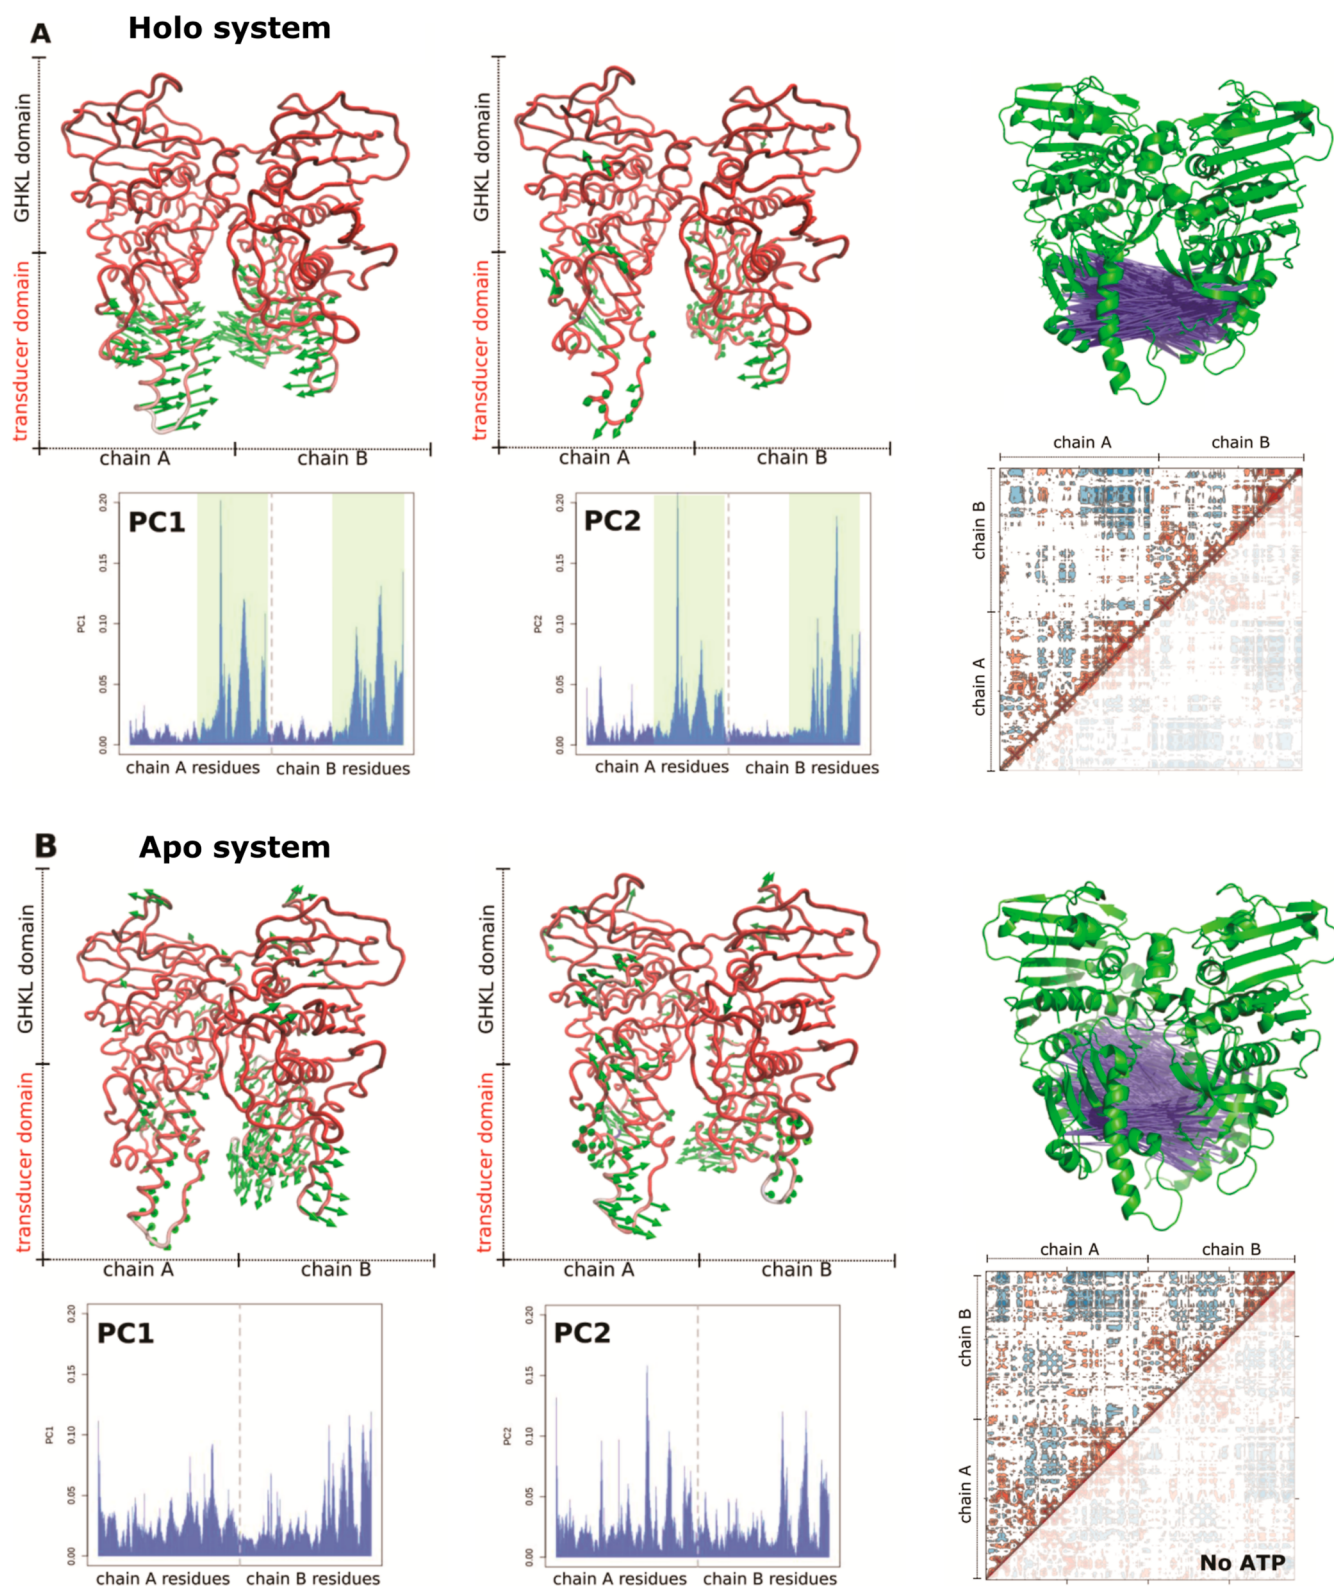 A
Holo system
GHKL domain
transducer domain
chain A
chain B
GHKL domain
transducer domain
chain A
chain B
chain A
chain B
chain B
chain A
PC1
PC1
0.20
0.15
0.10
0.05
0.00
chain A residues
chain B residues
PC2
PC2
0.20
0.15
0.10
0.05
0.00
chain A residues
chain B residues
B
Apo system
GHKL domain
transducer domain
chain A
chain B
GHKL domain
transducer domain
chain A
chain B
chain A
chain B
chain B
chain A
No ATP
PC1
PC1
0.20
0.15
0.10
0.05
0.00
chain A residues
chain B residues
PC2
PC2
0.20
0.15
0.10
0.05
0.00
chain A residues
chain B residues